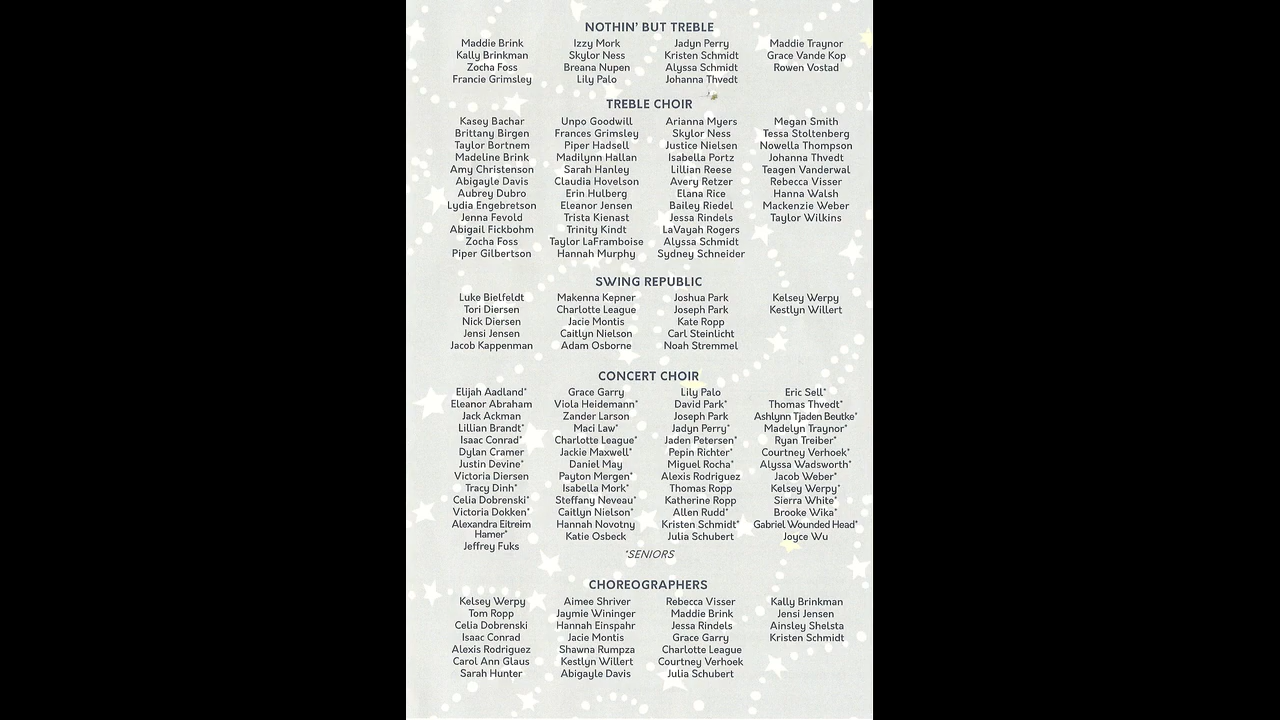 NOTHIN' BUT TREBLE
Maddie Brink
Kally Brinkman
Zocha Foss
Francie Grimsley
Izzy Mork
Skylor Ness
Breana Nupen
Lily Palo
Jadyn Perry
Kristen Schmidt
Alyssa Schmidt
Johanna Thvedt
Maddie Traynor
Grace Vande Kop
Rowen Vostad
TREBLE CHOIR
Kasey Bachar
Brittany Birgen
Taylor Bortnem
Madeline Brink
Amy Christenson
Abigayle Davis
Aubrey Dubro
Lydia Engebretson
Jenna Fevold
Abigail Fickbohm
Zocha Foss
Piper Gilbertson
Unpo Goodwill
Frances Grimsley
Piper Hadsell
Madilynn Hallan
Sarah Hanley
Claudia Hovelson
Erin Hulberg
Eleanor Jensen
Trista Kienast
Trinity Kindt
Taylor LaFramboise
Hannah Murphy
Arianna Myers
Skylor Ness
Justice Nielsen
Isabella Portz
Lillian Reese
Avery Retzer
Elana Rice
Bailey Riedel
Jessa Rindels
LaVayah Rogers
Alyssa Schmidt
Sydney Schneider
Megan Smith
Tessa Stoltenberg
Nowella Thompson
Johanna Thvedt
Teagen Vanderwal
Rebecca Visser
Hanna Walsh
Mackenzie Weber
Taylor Wilkins
SWING REPUBLIC
Luke Bielfeldt
Tori Diersen
Nick Diersen
Jensi Jensen
Jacob Kappenman
Makenna Kepner
Charlotte League
Jacie Montis
Caitlyn Nielson
Adam Osborne
Joshua Park
Joseph Park
Kate Ropp
Carl Steinlicht
Noah Stremmel
Kelsey Werpy
Kestlyn Willert
CONCERT CHOIR
Elijah Aadland*
Eleanor Abraham
Jack Ackman
Lillian Brandt*
Isaac Conrad*
Dylan Cramer
Justin Devine*
Victoria Diersen
Tracy Dinh*
Celia Dobrenski*
Victoria Dokken*
Alexandra Eitreim
Hamer*
Jeffrey Fuks
Grace Garry
Viola Heidemann*
Zander Larson
Maci Law*
Charlotte League*
Jackie Maxwell*
Daniel May
Payton Mergen*
Isabella Mork*
Steffany Neveau*
Caitlyn Nielson*
Hannah Novotny
Katie Osbeck
Lily Palo
David Park*
Joseph Park
Jadyn Perry*
Jaden Petersen*
Pepin Richter*
Miguel Rocha*
Alexis Rodriguez
Thomas Ropp
Katherine Ropp
Allen Rudd*
Kristen Schmidt*
Julia Schubert
Eric Sell*
Thomas Thvedt*
Ashlynn Tjaden Beutke*
Madelyn Traynor*
Ryan Treiber*
Courtney Verhoek*
Alyssa Wadsworth*
Jacob Weber*
Kelsey Werpy*
Sierra White*
Brooke Wika*
Gabriel Wounded Head*
Joyce Wu
*SENIORS
CHOREOGRAPHERS
Kelsey Werpy
Tom Ropp
Celia Dobrenski
Isaac Conrad
Alexis Rodriguez
Carol Ann Glaus
Sarah Hunter
Aimee Shriver
Jaymie Wininger
Hannah Einspahr
Jacie Montis
Shawna Rumpza
Kestlyn Willert
Abigayle Davis
Rebecca Visser
Maddie Brink
Jessa Rindels
Grace Garry
Charlotte League
Courtney Verhoek
Julia Schubert
Kally Brinkman
Jensi Jensen
Ainsley Shelsta
Kristen Schmidt